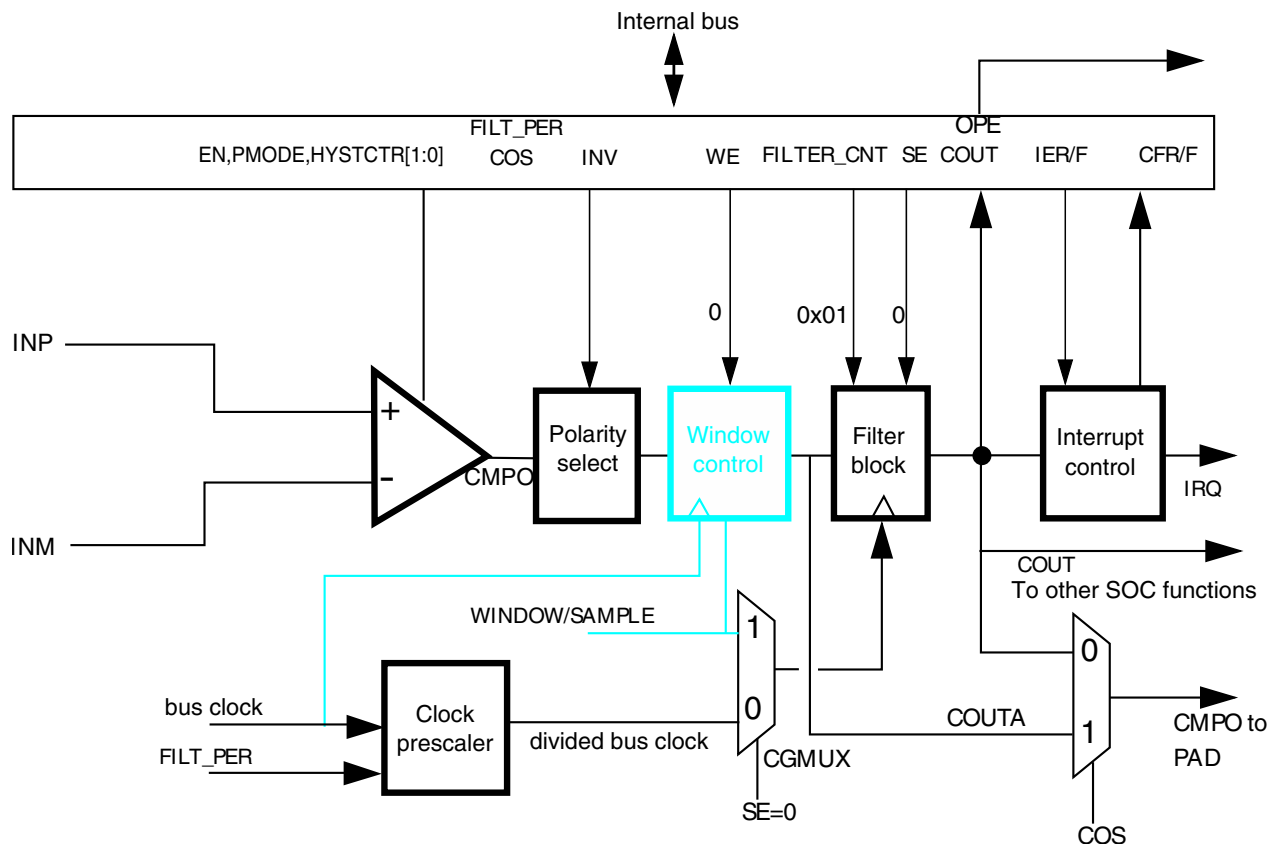 Internal bus
FILT_PER
OPE
EN,PMODE,HYSTCTR[1:0]
COS
INV
WE
FILTER_CNT
SE
COUT
IER/F
CFR/F
0
0x01
0
INP
+
-
CMPO
Polarity
select
Window
control
Filter
block
Interrupt
control
IRQ
INM
COUT
To other SOC functions
WINDOW/SAMPLE
1
0
0
1
bus clock
Clock
prescaler
divided bus clock
FILT_PER
CGMUX
SE=0
COUTA
CMPO to
PAD
COS